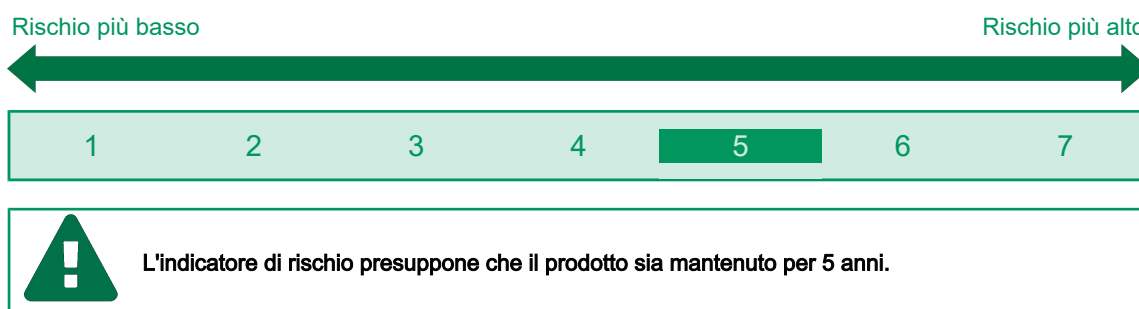 Rischio più basso Rischio più alto
1 2 3 4 5 6 7
L'indicatore di rischio presuppone che il prodotto sia mantenuto per 5 anni.